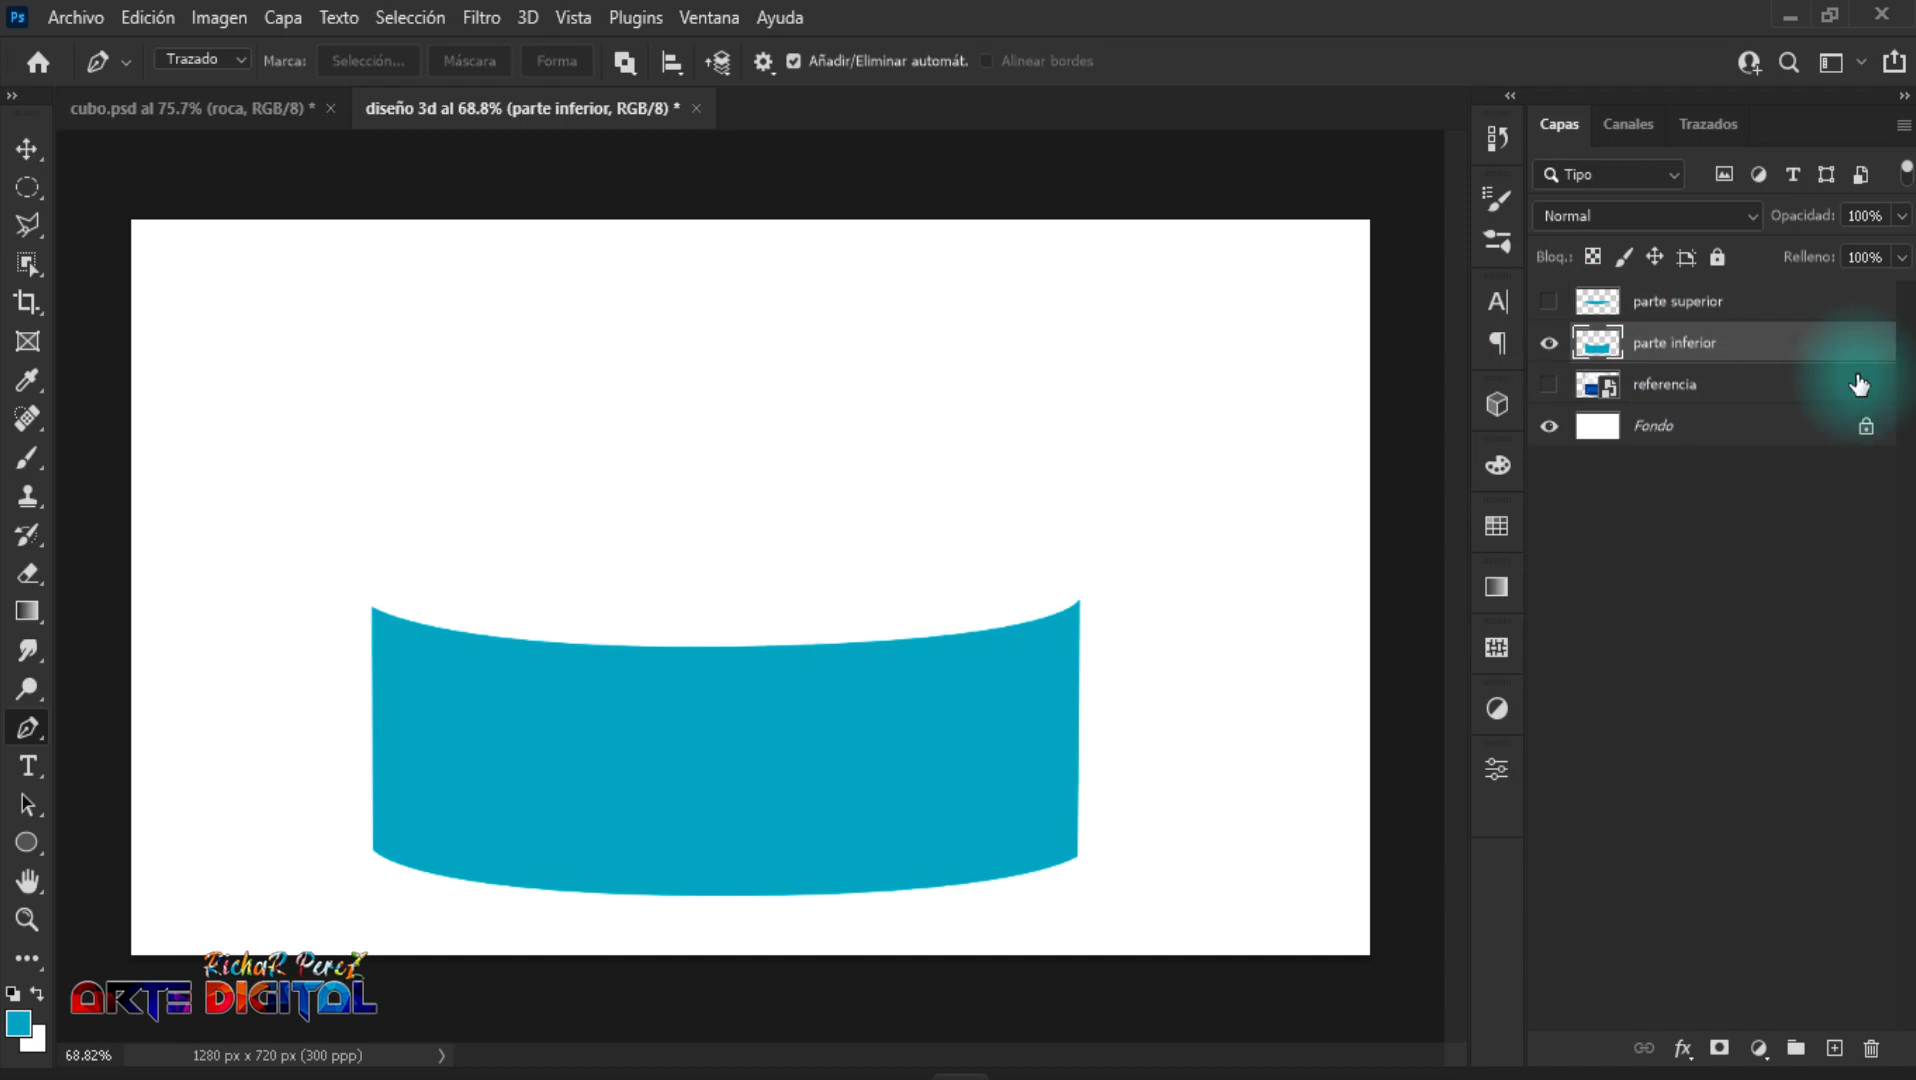 Ps Archivo Edición Imagen Capa Texto Selección Filtro 3D Vista Plugins Ventana Ayuda
Trazado Marca: Selección... Máscara Forma Añadir/Eliminar automát. Alinear bordes
cubo.psd al 75.7% (roca, RGB/8) * × diseño 3d al 68.8% (parte inferior, RGB/8) * ×
Capas Canales Trazados
Tipo
Normal Opacidad: 100%
Bloq.: Relleno: 100%
parte superior
parte inferior
referencia
Fondo
RichaR Perez
ARTE DIGITAL
68.82% 1280 px x 720 px (300 ppp)
fx